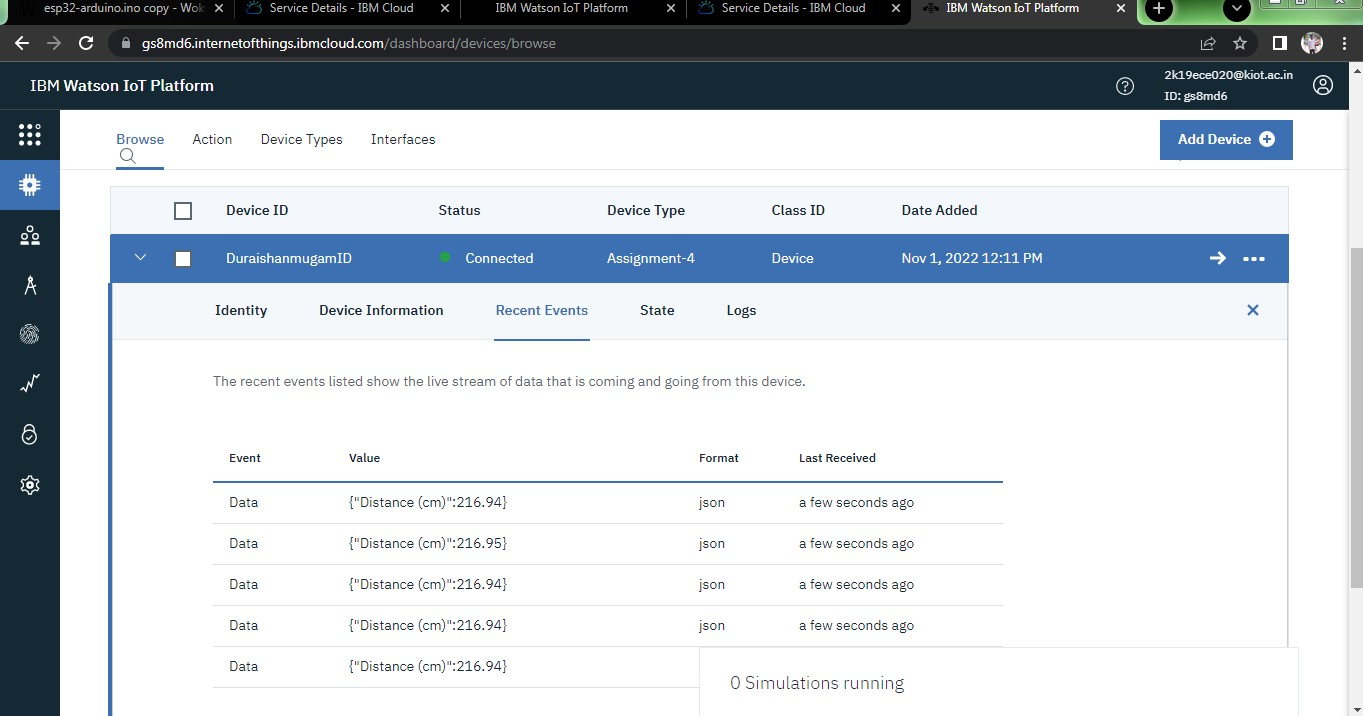 esp32-arduino.ino copy - Wok
Service Details - IBM Cloud
IBM Watson IoT Platform
Service Details - IBM Cloud
IBM Watson IoT Platform
gs8md6.internetofthings.ibmcloud.com/dashboard/devices/browse
IBM Watson IoT Platform
2k19ece020@kiot.ac.in
ID: gs8md6
Browse Action Device Types Interfaces
Add Device
Device ID Status Device Type Class ID Date Added
DuraishanmugamID Connected Assignment-4 Device Nov 1, 2022 12:11 PM
Identity Device Information Recent Events State Logs
The recent events listed show the live stream of data that is coming and going from this device.
Event Value Format Last Received
Data {"Distance (cm)":216.94} json a few seconds ago
Data {"Distance (cm)":216.95} json a few seconds ago
Data {"Distance (cm)":216.94} json a few seconds ago
Data {"Distance (cm)":216.94} json a few seconds ago
Data {"Distance (cm)":216.94}
0 Simulations running